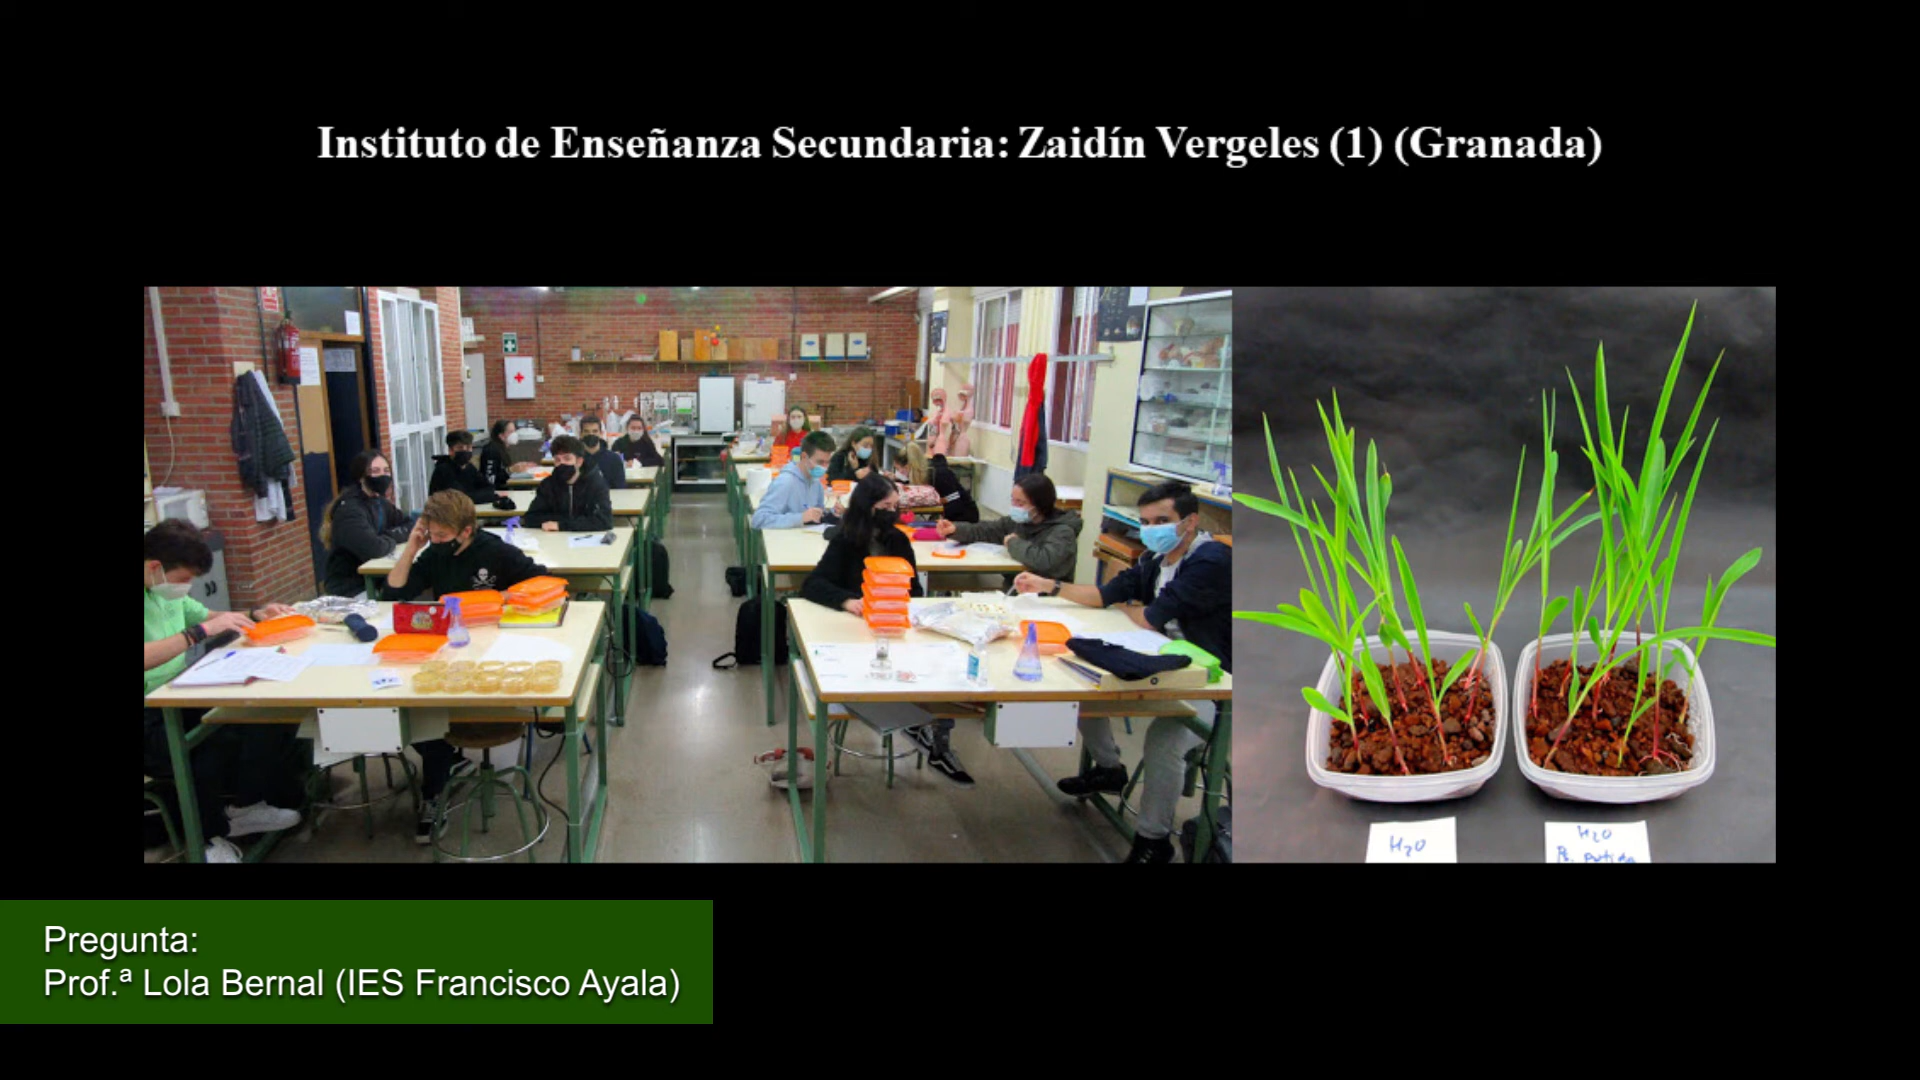 Instituto de Enseñanza Secundaria: Zaidín Vergeles (1) (Granada)
H2O
H2O
Pregunta:
Prof.ª Lola Bernal (IES Francisco Ayala)